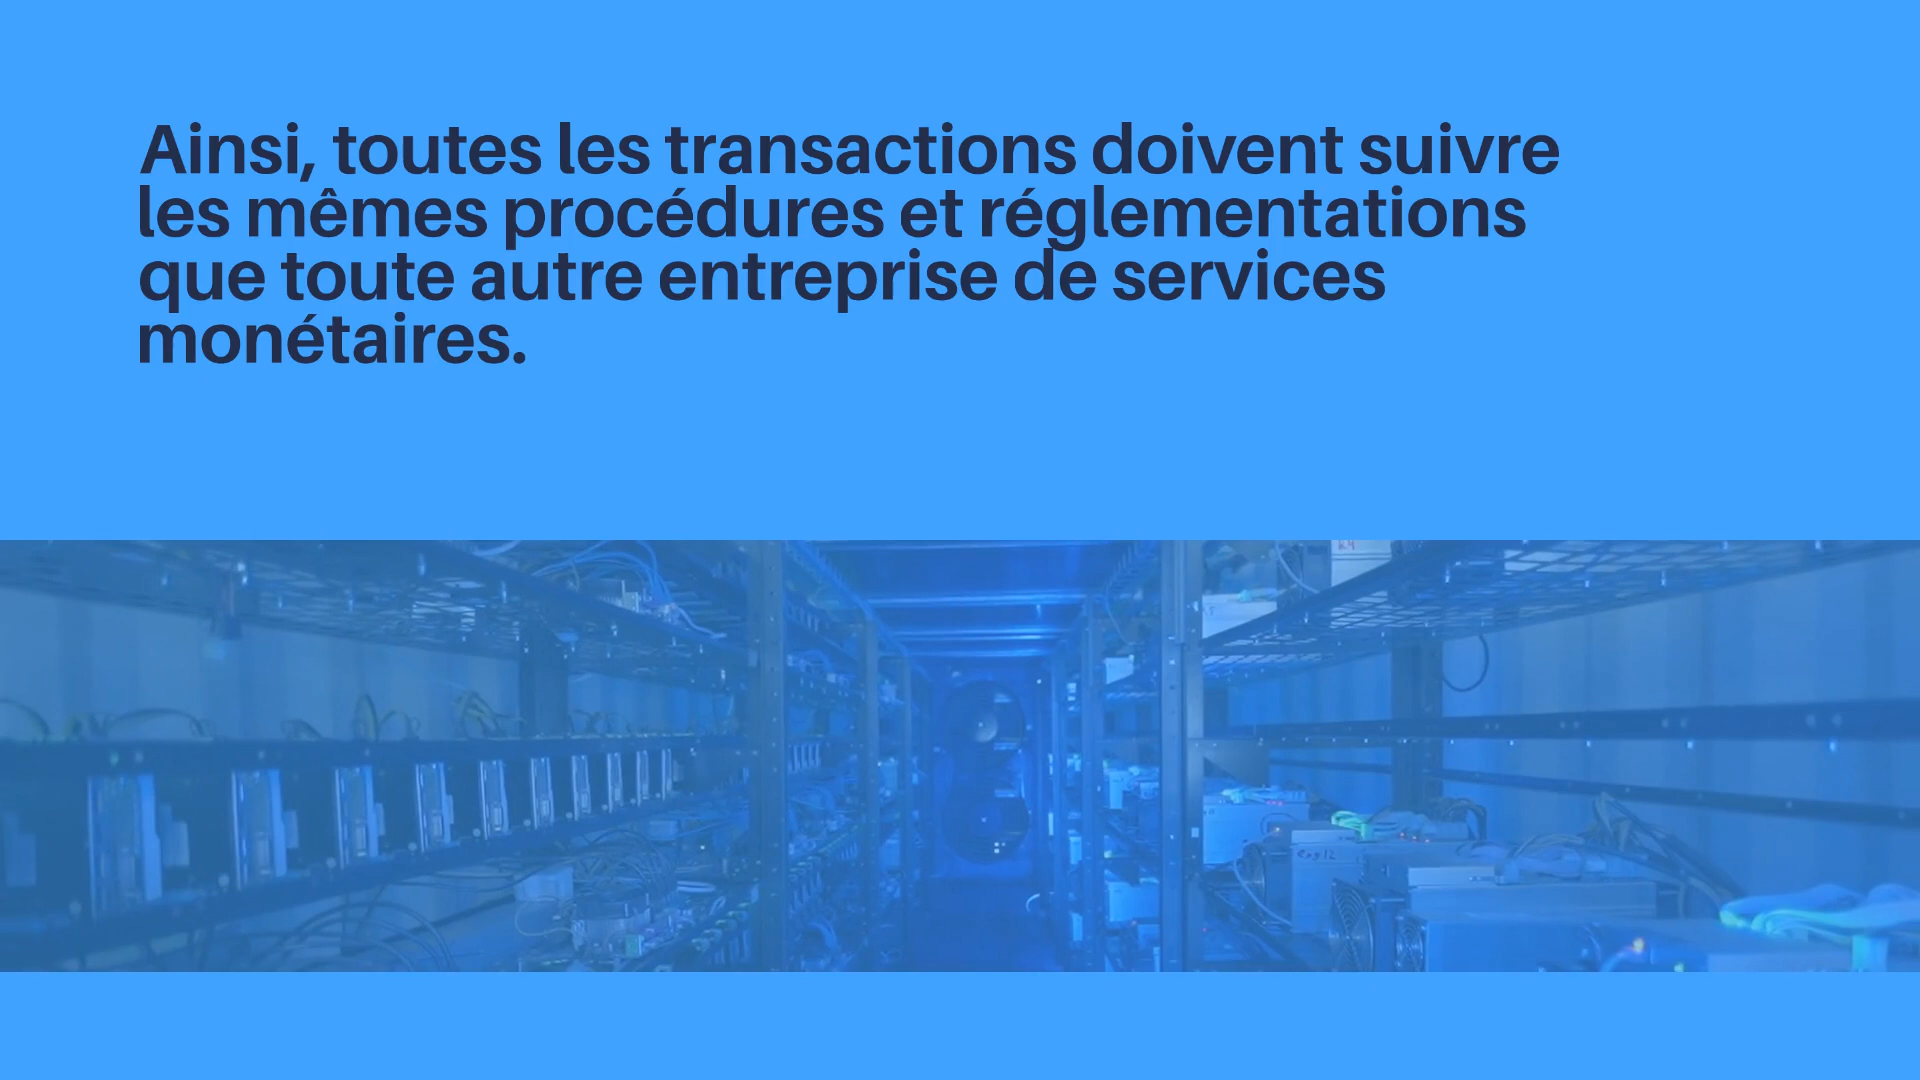 Ainsi, toutes les transactions doivent suivre
les mêmes procédures et réglementations
que toute autre entreprise de services
monétaires.